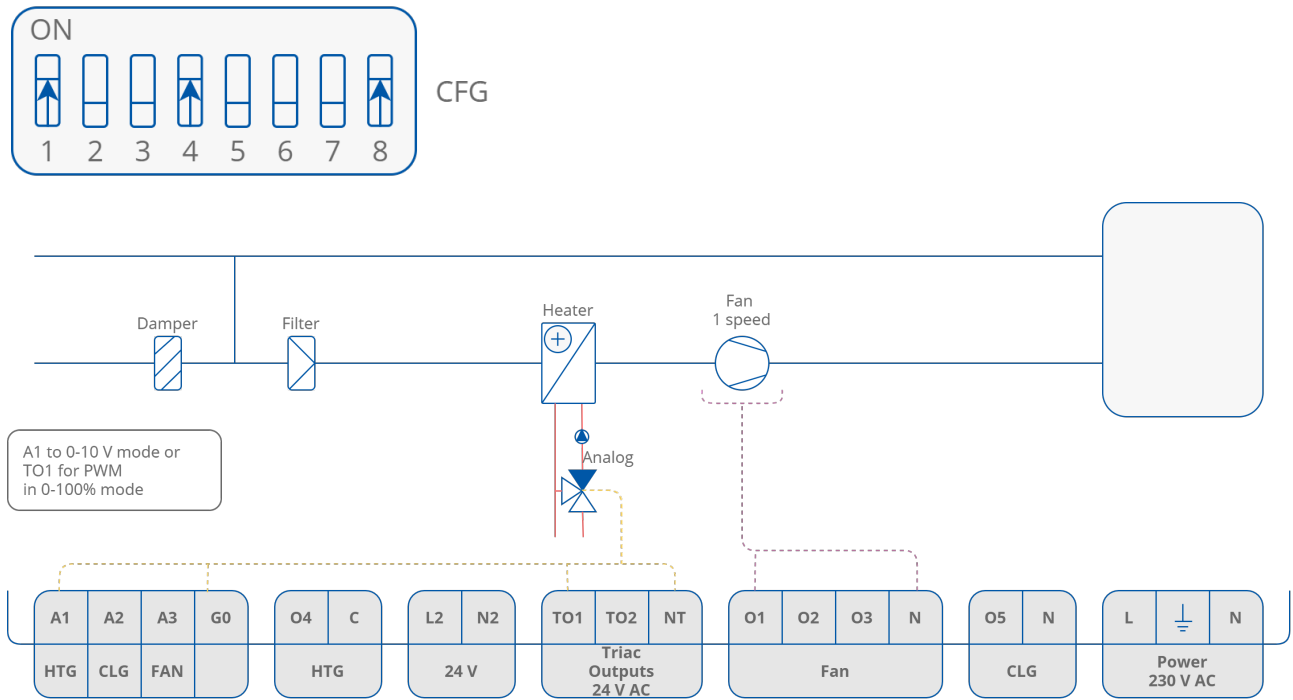 ON
1 2 3 4 5 6 7 8
CFG
Damper
Filter
Heater
Fan
1 speed
A1 to 0-10 V mode or
TO1 for PWM
in 0-100% mode
Analog
A1 A2 A3 G0
HTG CLG FAN
O4 C
HTG
L2 N2
24 V
TO1 TO2 NT
Triac
Outputs
24 V AC
O1 O2 O3 N
Fan
O5 N
CLG
L N
Power
230 V AC